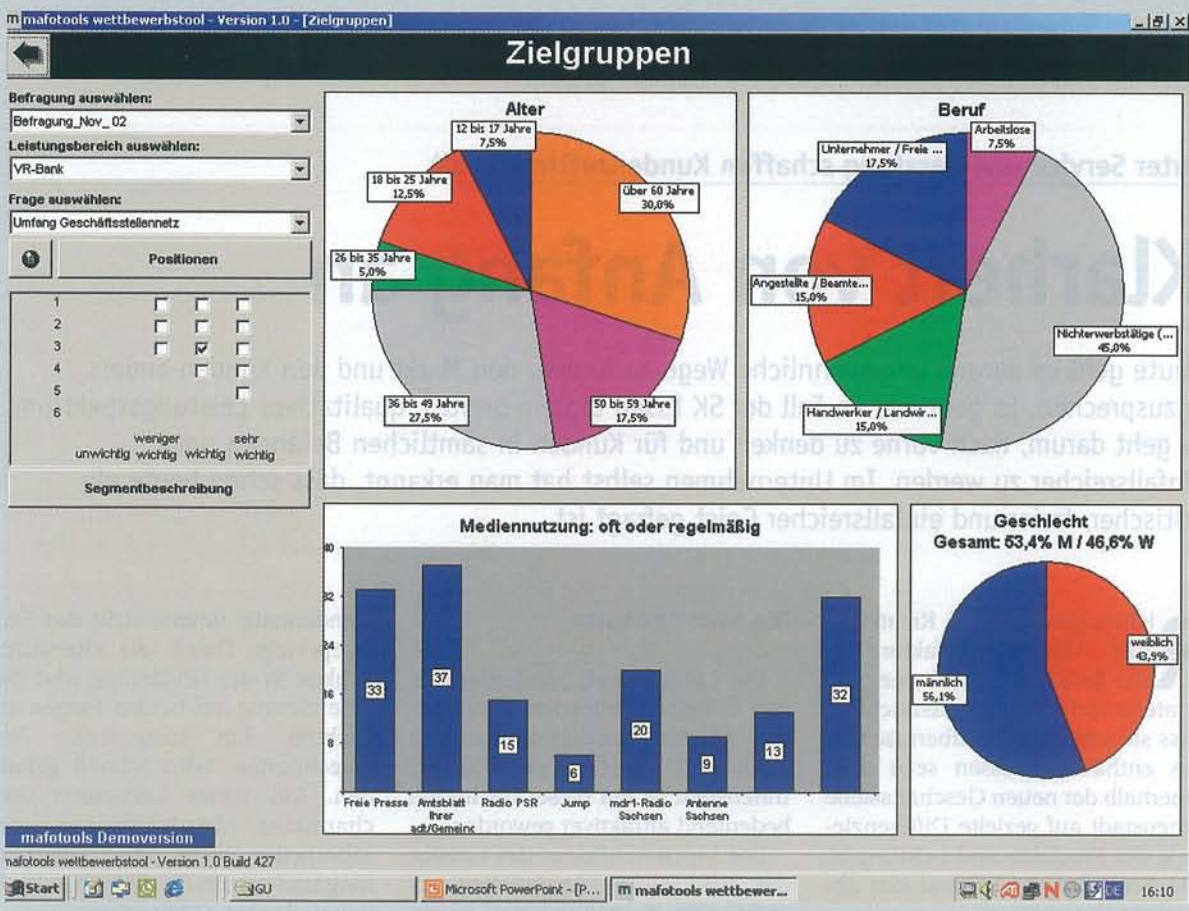 mafotools wettbewerbstool - Version 1.0 - [Zielgruppen]
Zielgruppen
Befragung auswählen:
Befragung_Nov_ 02
Leistungsbereich auswählen:
VR-Bank
Frage auswählen:
Umfang Geschäftsstellennetz
Positionen
1
2
3
4
5
unwichtig
weniger wichtig
wichtig
sehr wichtig
Segmentbeschreibung
Alter
12 bis 17 Jahre
7,5%
18 bis 25 Jahre
12,5%
über 60 Jahre
30,0%
26 bis 35 Jahre
5,0%
36 bis 49 Jahre
27,5%
50 bis 59 Jahre
17,5%
Beruf
Arbeitslose
7,5%
Unternehmer / Freie ...
17,5%
Angestellte / Beamte...
15,0%
Nichterwerbstätige (...
45,0%
Handwerker / Landwir...
15,0%
Mediennutzung: oft oder regelmäßig
40
32
16
8
33
37
15
6
20
9
13
32
Freie Presse
Amtsblatt
Ihrer
adt/Gemeinc
Radio PSR
Jump
mdr1-Radio
Sachsen
Antenne
Sachsen
Geschlecht
Gesamt: 53,4% M / 46,6% W
weiblich
43,9%
männlich
56,1%
mafotools Demoversion
mafotools wettbewerbstool - Version 1.0 Build 427
Start
IGU
Microsoft PowerPoint - [P...
m mafotools wettbewer...
DE
16:10